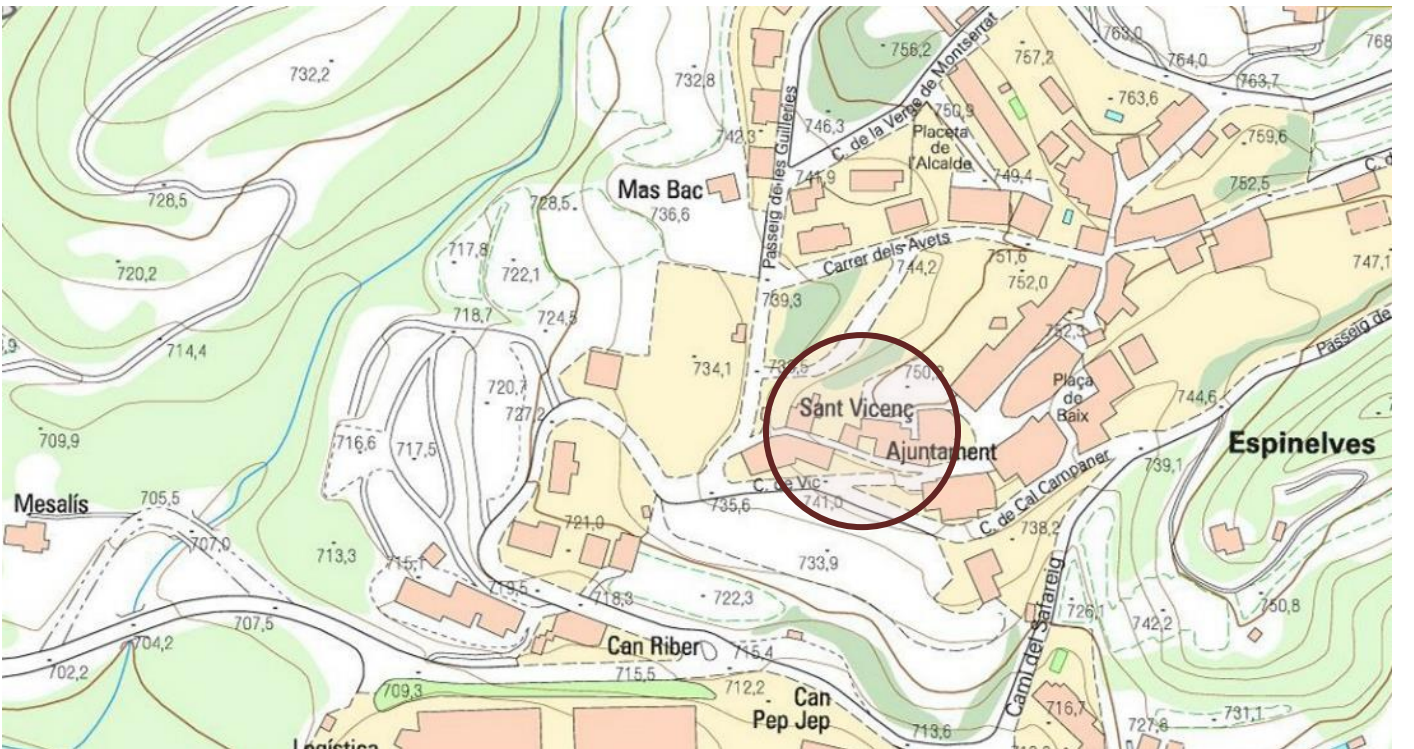 732,2
732,8
756,2
757,2
763,0
764,0
768
763,7
763,6
750,9
746,3
742,3
759,6
Passeig de les Guilleries
C. de la Verge de Montserrat
Placeta
de
l'Alcalde
741,9
749,4
752,5
C. d
728,5
Mas Bac
736,6
728,5
717,8
722,1
Carrer dels Avets
744,2
751,6
752,0
747,1
720,2
739,3
718,7
724,5
752,3
Passeig de
714,4
734,1
750,2
720,7
727,2
Sant Vicenç
Plaça
de
Baix
744,6
709,9
716,6
717,5
Ajuntament
Espinelves
739,1
C. de Vic
Mesalís
705,5
735,6
741,0
C. de Cal Campaner
721,0
738,2
707,0
713,3
715,1
733,9
719,5
718,3
722,3
726,1
742,2
750,8
707,5
704,2
Camí del Safareig
702,2
Can Riber
715,4
715,5
709,3
712,2
Can
Pep Jep
713,6
716,7
727,8
731,1
Logística